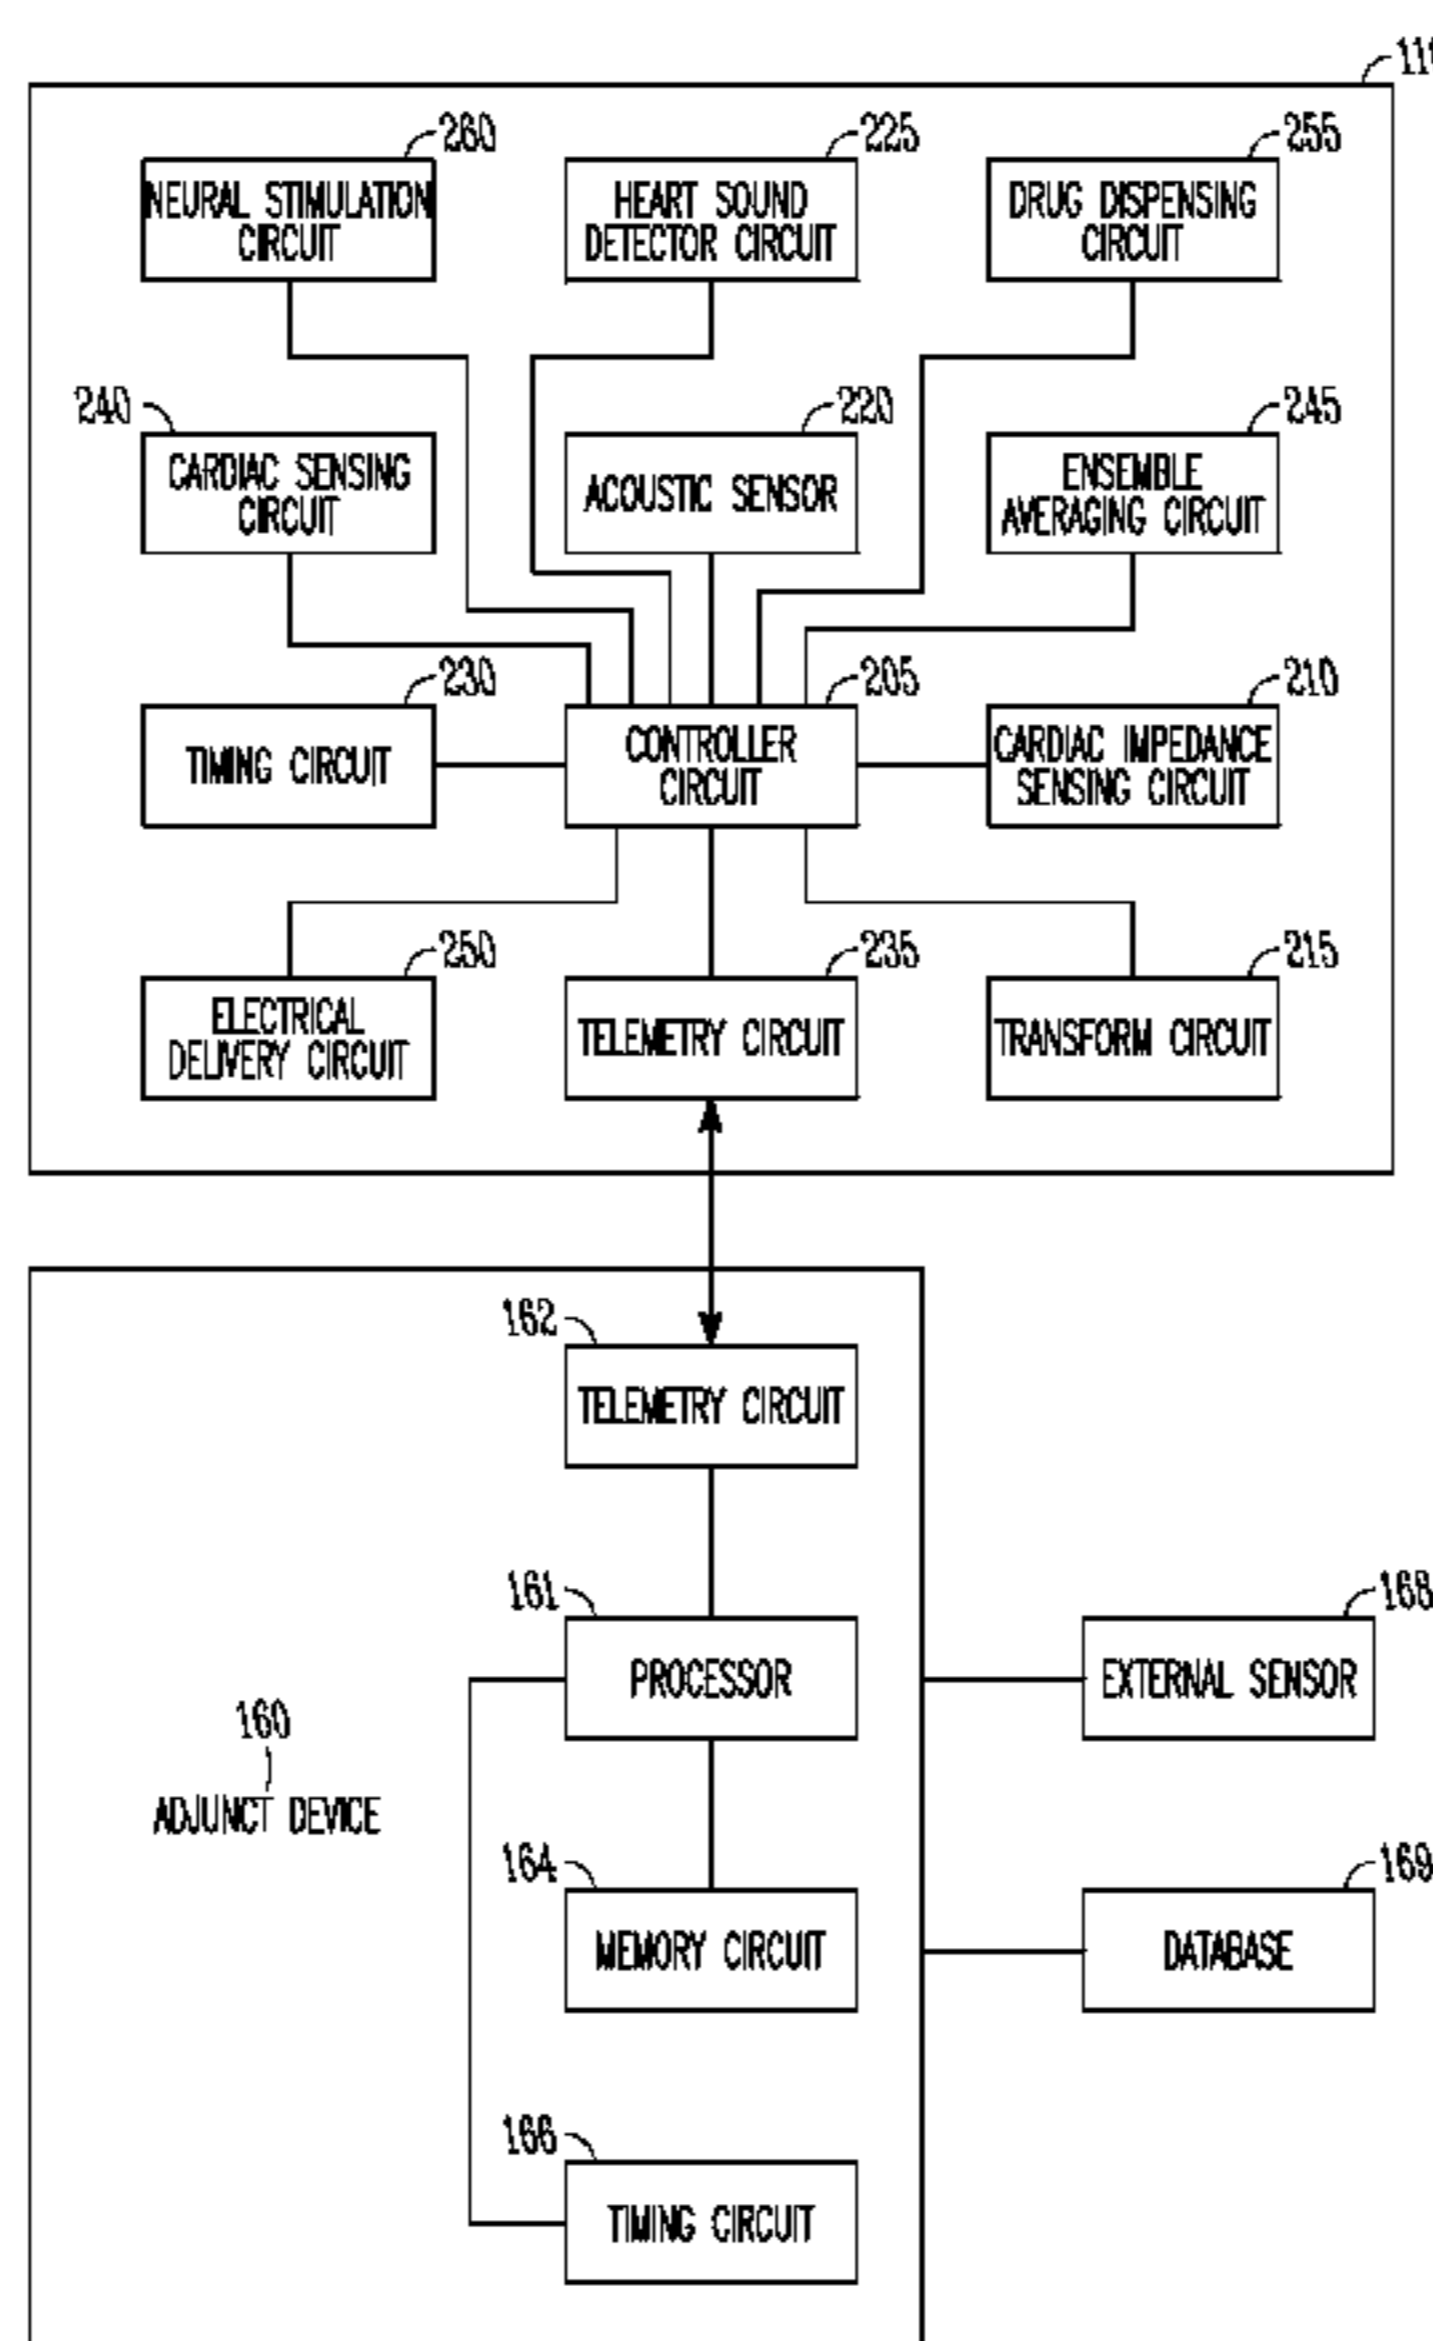 260
NEURAL STIMULATION
CIRCUIT
225
HEART SOUND
DETECTOR CIRCUIT
255
DRUG DISPENSING
CIRCUIT
240
CARDIAC SENSING
CIRCUIT
220
ACOUSTIC SENSOR
245
ENSEMBLE
AVERAGING CIRCUIT
230
TIMING CIRCUIT
205
CONTROLLER
CIRCUIT
210
CARDIAC IMPEDANCE
SENSING CIRCUIT
250
ELECTRICAL
DELIVERY CIRCUIT
235
TELEMETRY CIRCUIT
215
TRANSFORM CIRCUIT
162
TELEMETRY CIRCUIT
161
PROCESSOR
168
EXTERNAL SENSOR
160
ADJUNCT DEVICE
164
MEMORY CIRCUIT
169
DATABASE
166
TIMING CIRCUIT